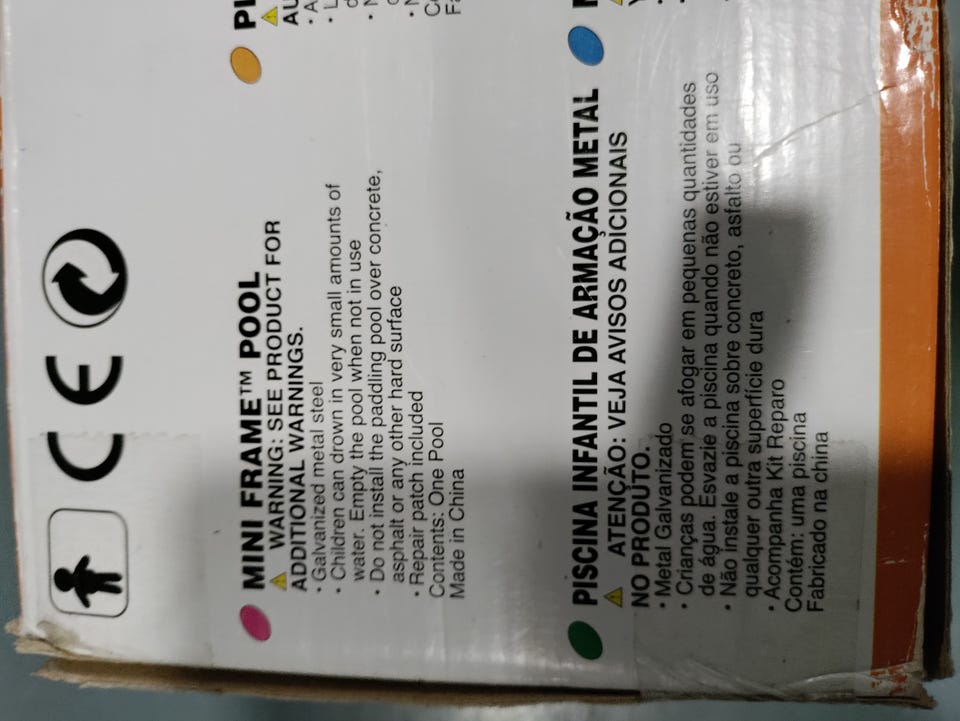 CE
MINI FRAME™ POOL
WARNING: SEE PRODUCT FOR
ADDITIONAL WARNINGS.
• Galvanized metal steel
• Children can drown in very small amounts of
water. Empty the pool when not in use
• Do not install the paddling pool over concrete,
asphalt or any other hard surface
• Repair patch included
Contents: One Pool
Made in China
PISCINA INFANTIL DE ARMAÇÃO METAL
ATENÇÃO: VEJA AVISOS ADICIONAIS
NO PRODUTO.
• Metal Galvanizado
• Crianças podem se afogar em pequenas quantidades
de água. Esvazie a piscina quando não estiver em uso
• Não instale a piscina sobre concreto, asfalto ou
qualquer outra superfície dura
• Acompanha Kit Reparo
Contém: uma piscina
Fabricado na china